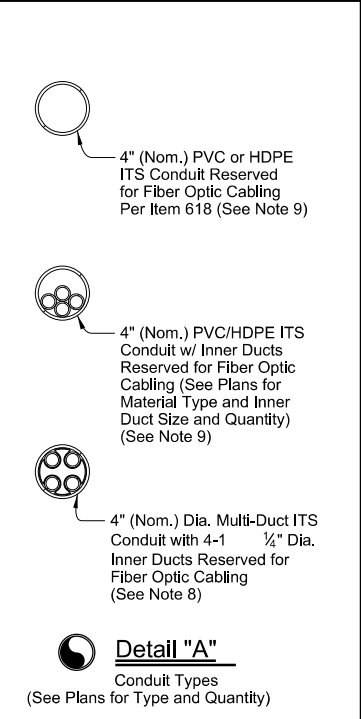 4" (Nom.) PVC or HDPE
ITS Conduit Reserved
for Fiber Optic Cabling
Per Item 618 (See Note 9)
4" (Nom.) PVC/HDPE ITS
Conduit w/ Inner Ducts
Reserved for Fiber Optic
Cabling (See Plans for
Material Type and Inner
Duct Size and Quantity)
(See Note 9)
4" (Nom.) Dia. Multi-Duct ITS
Conduit with 4-1 ¼" Dia.
Inner Ducts Reserved for
Fiber Optic Cabling
(See Note 8)
Detail "A"
Conduit Types
(See Plans for Type and Quantity)